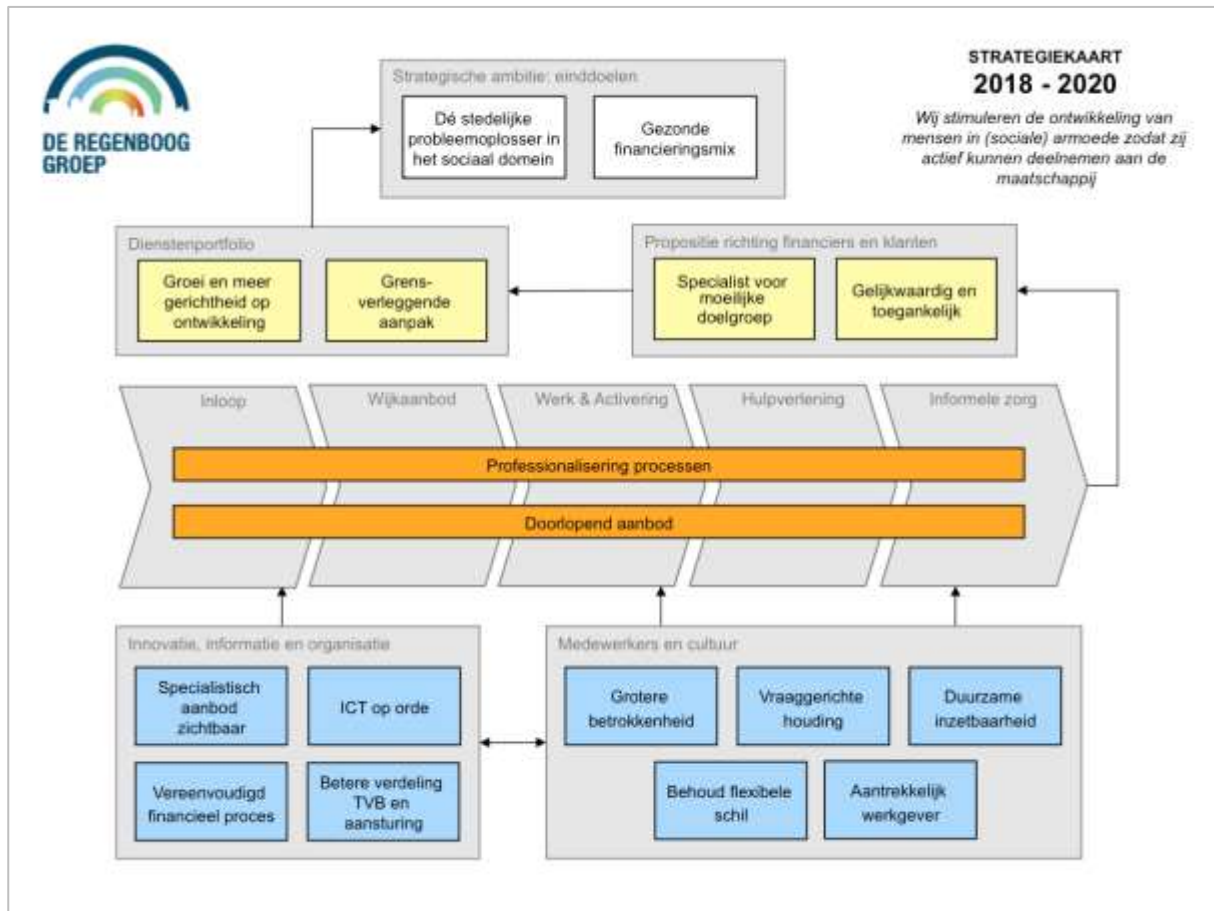 DE REGENBOOG
GROEP
STRATEGIEKAART
2018 - 2020
Wij stimuleren de ontwikkeling van
mensen in (sociale) armoede zodat zij
actief kunnen deelnemen aan de
maatschappij
Strategische ambitie: einddoelen
Dé stedelijke
probleemoplosser in
het sociaal domein
Gezonde
financieringsmix
Dienstenportfolio
Groei en meer
gerichtheid op
ontwikkeling
Grens-
verleggende
aanpak
Propositie richting financiers en klanten
Specialist voor
moeilijke
doelgroep
Gelijkwaardig en
toegankelijk
Inloop
Wijkaanbod
Werk & Activering
Hulpverlening
Informele zorg
Professionalisering processen
Doorlopend aanbod
Innovatie, informatie en organisatie
Specialistisch
aanbod
zichtbaar
ICT op orde
Vereenvoudigd
financieel proces
Betere verdeling
TVB en
aansturing
Medewerkers en cultuur
Grotere
betrokkenheid
Vraaggerichte
houding
Duurzame
inzetbaarheid
Behoud flexibele
schil
Aantrekkelijk
werkgever